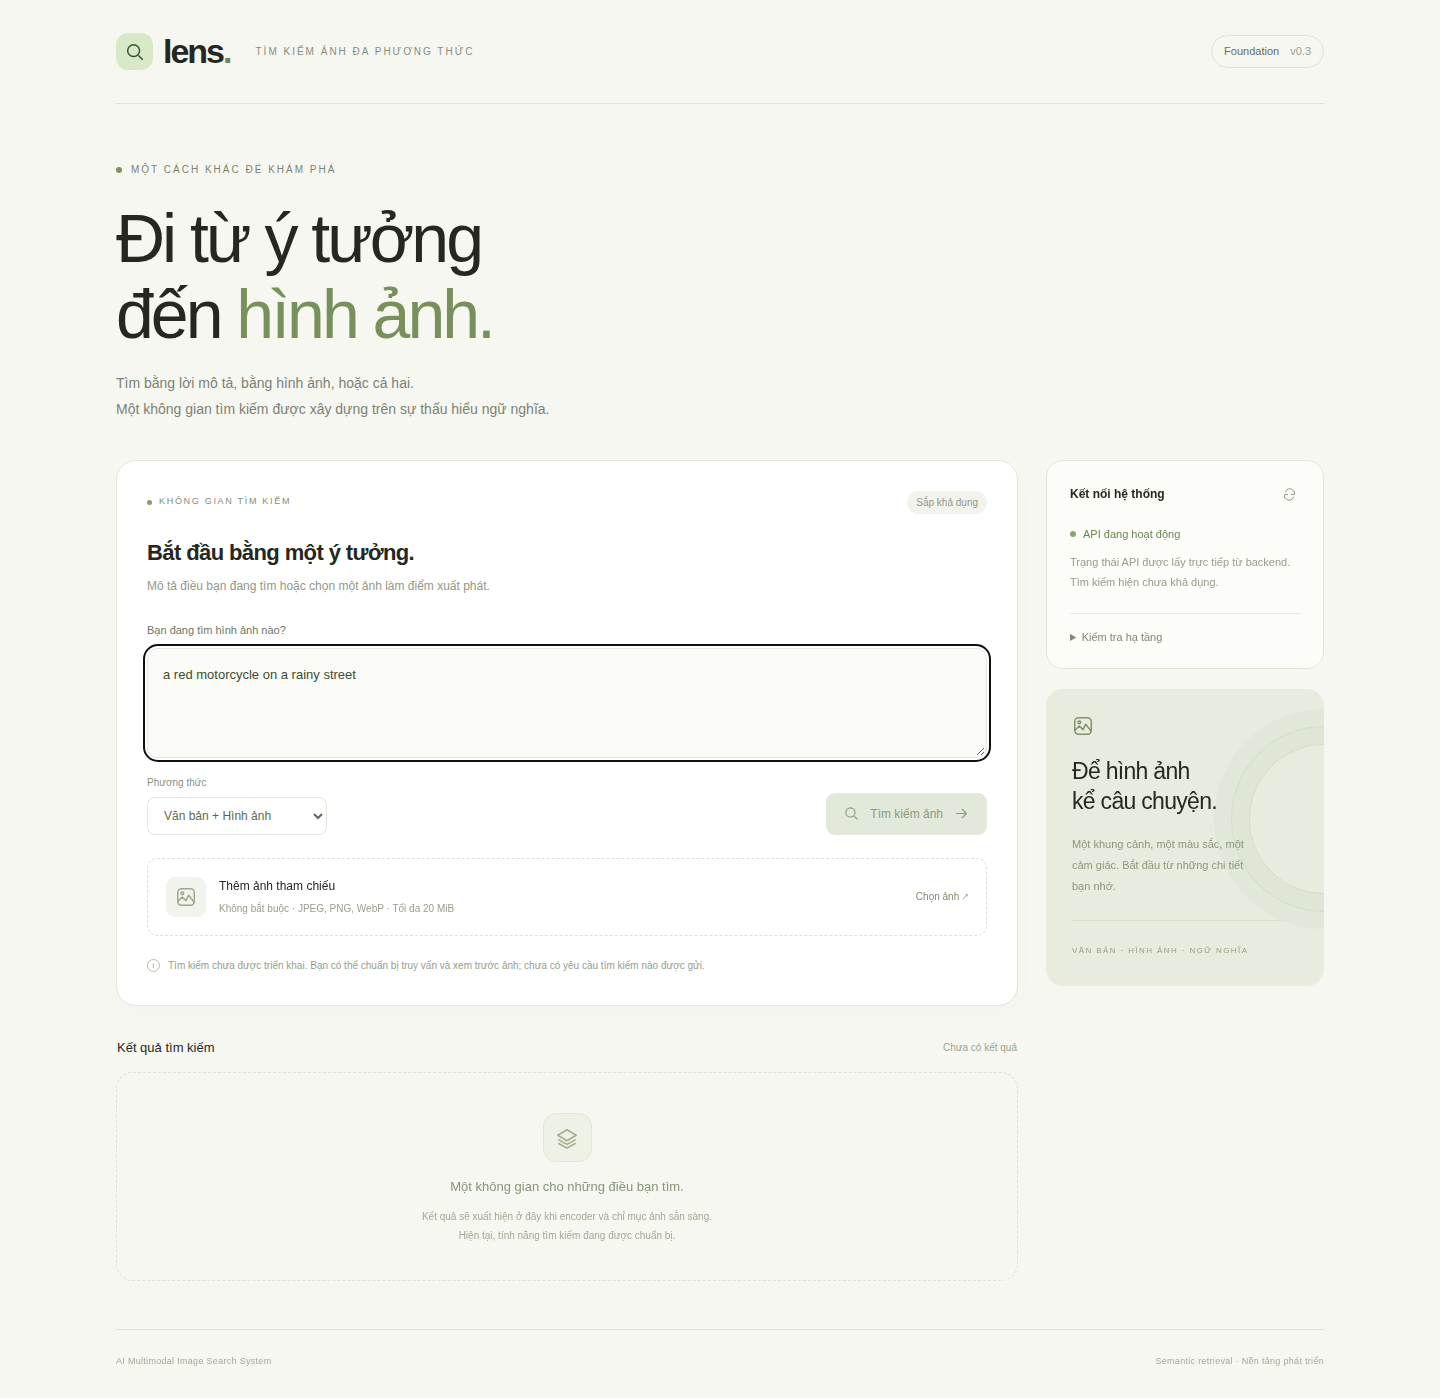 lens.
TÌM KIẾM ẢNH ĐA PHƯƠNG THỨC
Foundation v0.3
MỘT CÁCH KHÁC ĐỂ KHÁM PHÁ
Đi từ ý tưởng
đến hình ảnh.
Tìm bằng lời mô tả, bằng hình ảnh, hoặc cả hai.
Một không gian tìm kiếm được xây dựng trên sự thấu hiểu ngữ nghĩa.
KHÔNG GIAN TÌM KIẾM
Sắp khả dụng
Bắt đầu bằng một ý tưởng.
Mô tả điều bạn đang tìm hoặc chọn một ảnh làm điểm xuất phát.
Bạn đang tìm hình ảnh nào?
a red motorcycle on a rainy street
Phương thức
Văn bản + Hình ảnh
Tìm kiếm ảnh
Thêm ảnh tham chiếu
Không bắt buộc · JPEG, PNG, WebP · Tối đa 20 MiB
Chọn ảnh ↗
Tìm kiếm chưa được triển khai. Bạn có thể chuẩn bị truy vấn và xem trước ảnh; chưa có yêu cầu tìm kiếm nào được gửi.
Kết nối hệ thống
API đang hoạt động
Trạng thái API được lấy trực tiếp từ backend.
Tìm kiếm hiện chưa khả dụng.
Kiểm tra hạ tầng
Để hình ảnh
kể câu chuyện.
Một khung cảnh, một màu sắc, một
cảm giác. Bắt đầu từ những chi tiết
bạn nhớ.
VĂN BẢN · HÌNH ẢNH · NGỮ NGHĨA
Kết quả tìm kiếm
Chưa có kết quả
Một không gian cho những điều bạn tìm.
Kết quả sẽ xuất hiện ở đây khi encoder và chỉ mục ảnh sẵn sàng.
Hiện tại, tính năng tìm kiếm đang được chuẩn bị.
AI Multimodal Image Search System
Semantic retrieval · Nền tảng phát triển